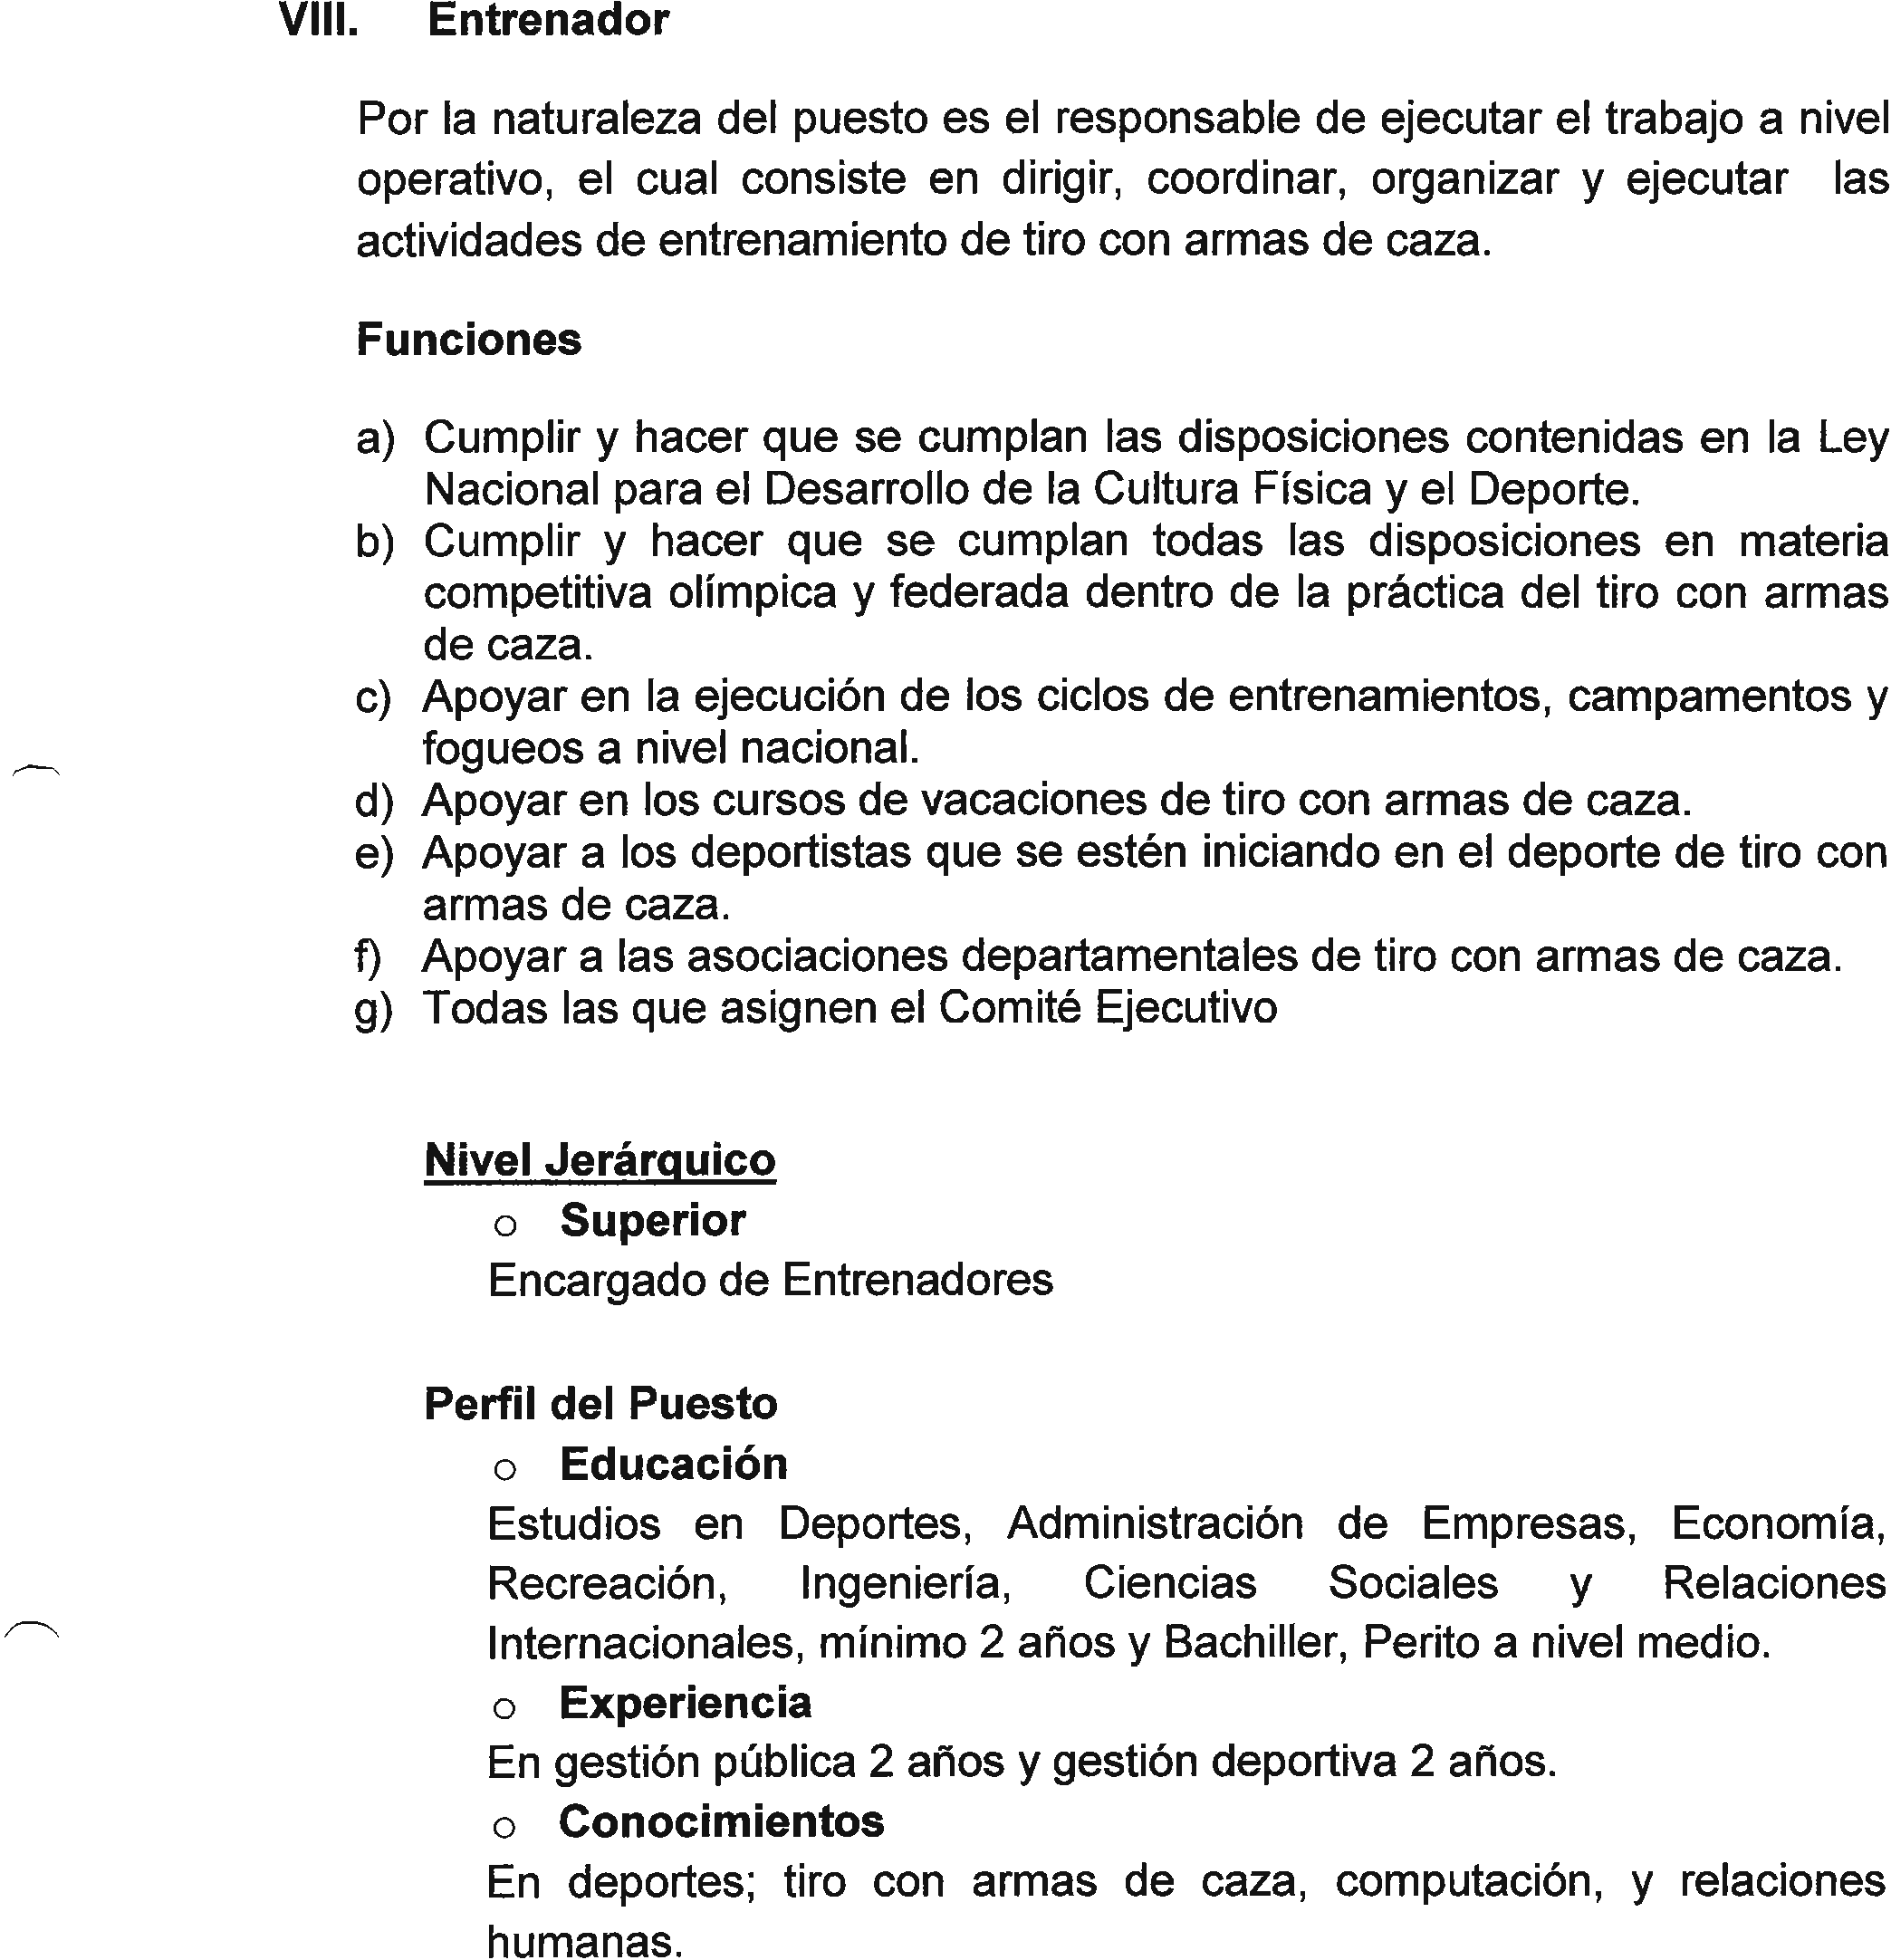 VIII. Entrenador
Por la naturaleza del puesto es el responsable de ejecutar el trabajo a nivel
operativo, el cual consiste en dirigir, coordinar, organizar y ejecutar las
actividades de entrenamiento de tiro con armas de caza.
Funciones
a) Cumplir y hacer que se cumplan las disposiciones contenidas en la Ley
Nacional para el Desarrollo de la Cultura Física y el Deporte.
b) Cumplir y hacer que se cumplan todas las disposiciones en materia
competitiva olímpica y federada dentro de la práctica del tiro con armas
de caza.
c) Apoyar en la ejecución de los ciclos de entrenamientos, campamentos y
fogueos a nivel nacional.
d) Apoyar en los cursos de vacaciones de tiro con armas de caza.
e) Apoyar a los deportistas que se estén iniciando en el deporte de tiro con
armas de caza.
f) Apoyar a las asociaciones departamentales de tiro con armas de caza.
g) Todas las que asignen el Comité Ejecutivo
Nivel Jerárquico
o Superior
Encargado de Entrenadores
Perfil del Puesto
o Educación
Estudios en Deportes, Administración de Empresas, Economía,
Recreación, Ingeniería, Ciencias Sociales y Relaciones
Internacionales, mínimo 2 años y Bachiller, Perito a nivel medio.
o Experiencia
En gestión pública 2 años y gestión deportiva 2 años.
o Conocimientos
En deportes; tiro con armas de caza, computación, y relaciones
humanas.